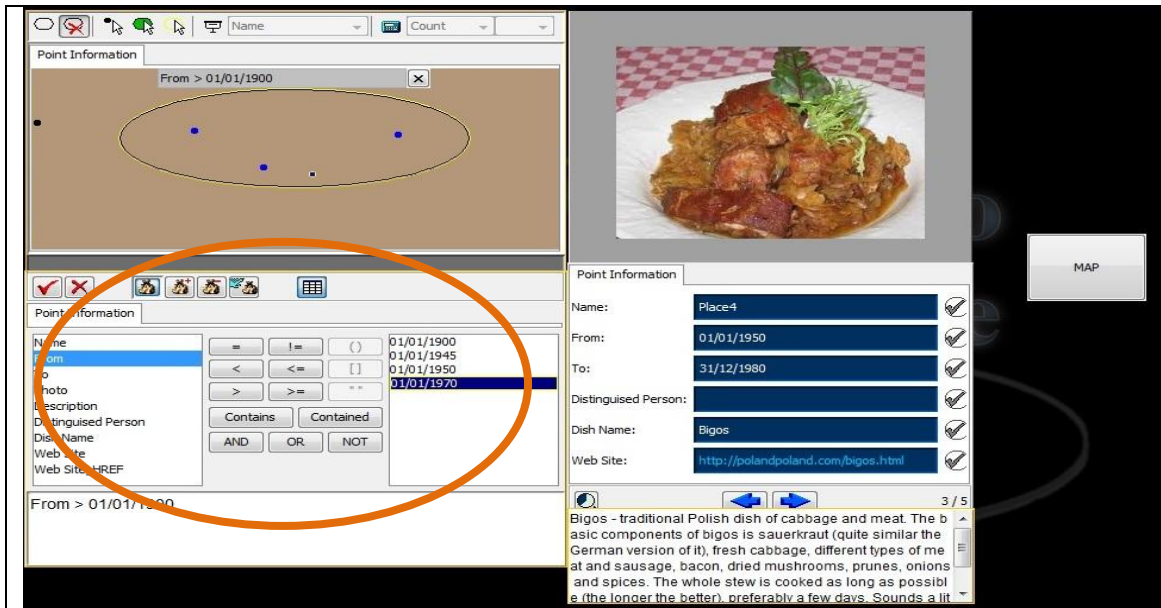 Name
Count
Point Information
From > 01/01/1900
Point Information
Name
From
To
Photo
Description
Distinguised Person
Dish Name
Web Site
Web Site HREF
= != ()
< <= []
> >= " "
Contains Contained
AND OR NOT
01/01/1900
01/01/1945
01/01/1950
01/01/1970
From > 01/01/1900
Point Information
Name: Place4
From: 01/01/1950
To: 31/12/1980
Distinguised Person:
Dish Name: Bigos
Web Site: http://polandpoland.com/bigos.html
3 / 5
Bigos - traditional Polish dish of cabbage and meat. The b
asic components of bigos is sauerkraut (quite similar the
German version of it), fresh cabbage, different types of me
at and sausage, bacon, dried mushrooms, prunes, onions
and spices. The whole stew is cooked as long as possibl
e (the longer the better), preferably a few days. Sounds a lit
MAP